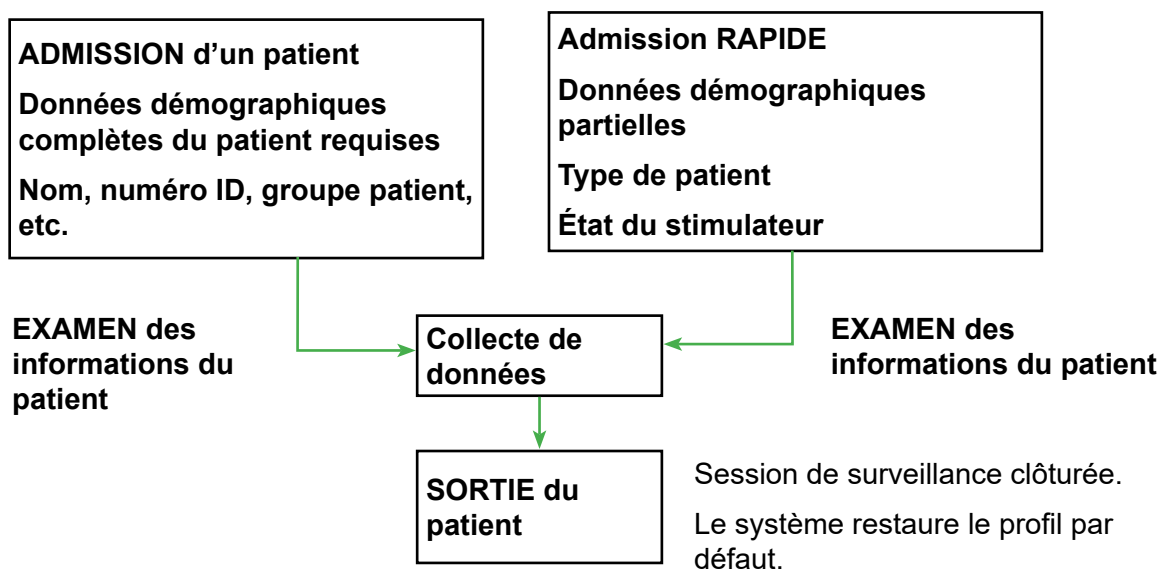 ADMISSION d’un patient
Données démographiques
complètes du patient requises
Nom, numéro ID, groupe patient,
etc.
Admission RAPIDE
Données démographiques
partielles
Type de patient
État du stimulateur
EXAMEN des
informations du
patient
Collecte de
données
EXAMEN des
informations du patient
SORTIE du
patient
Session de surveillance clôturée.
Le système restaure le profil par
défaut.